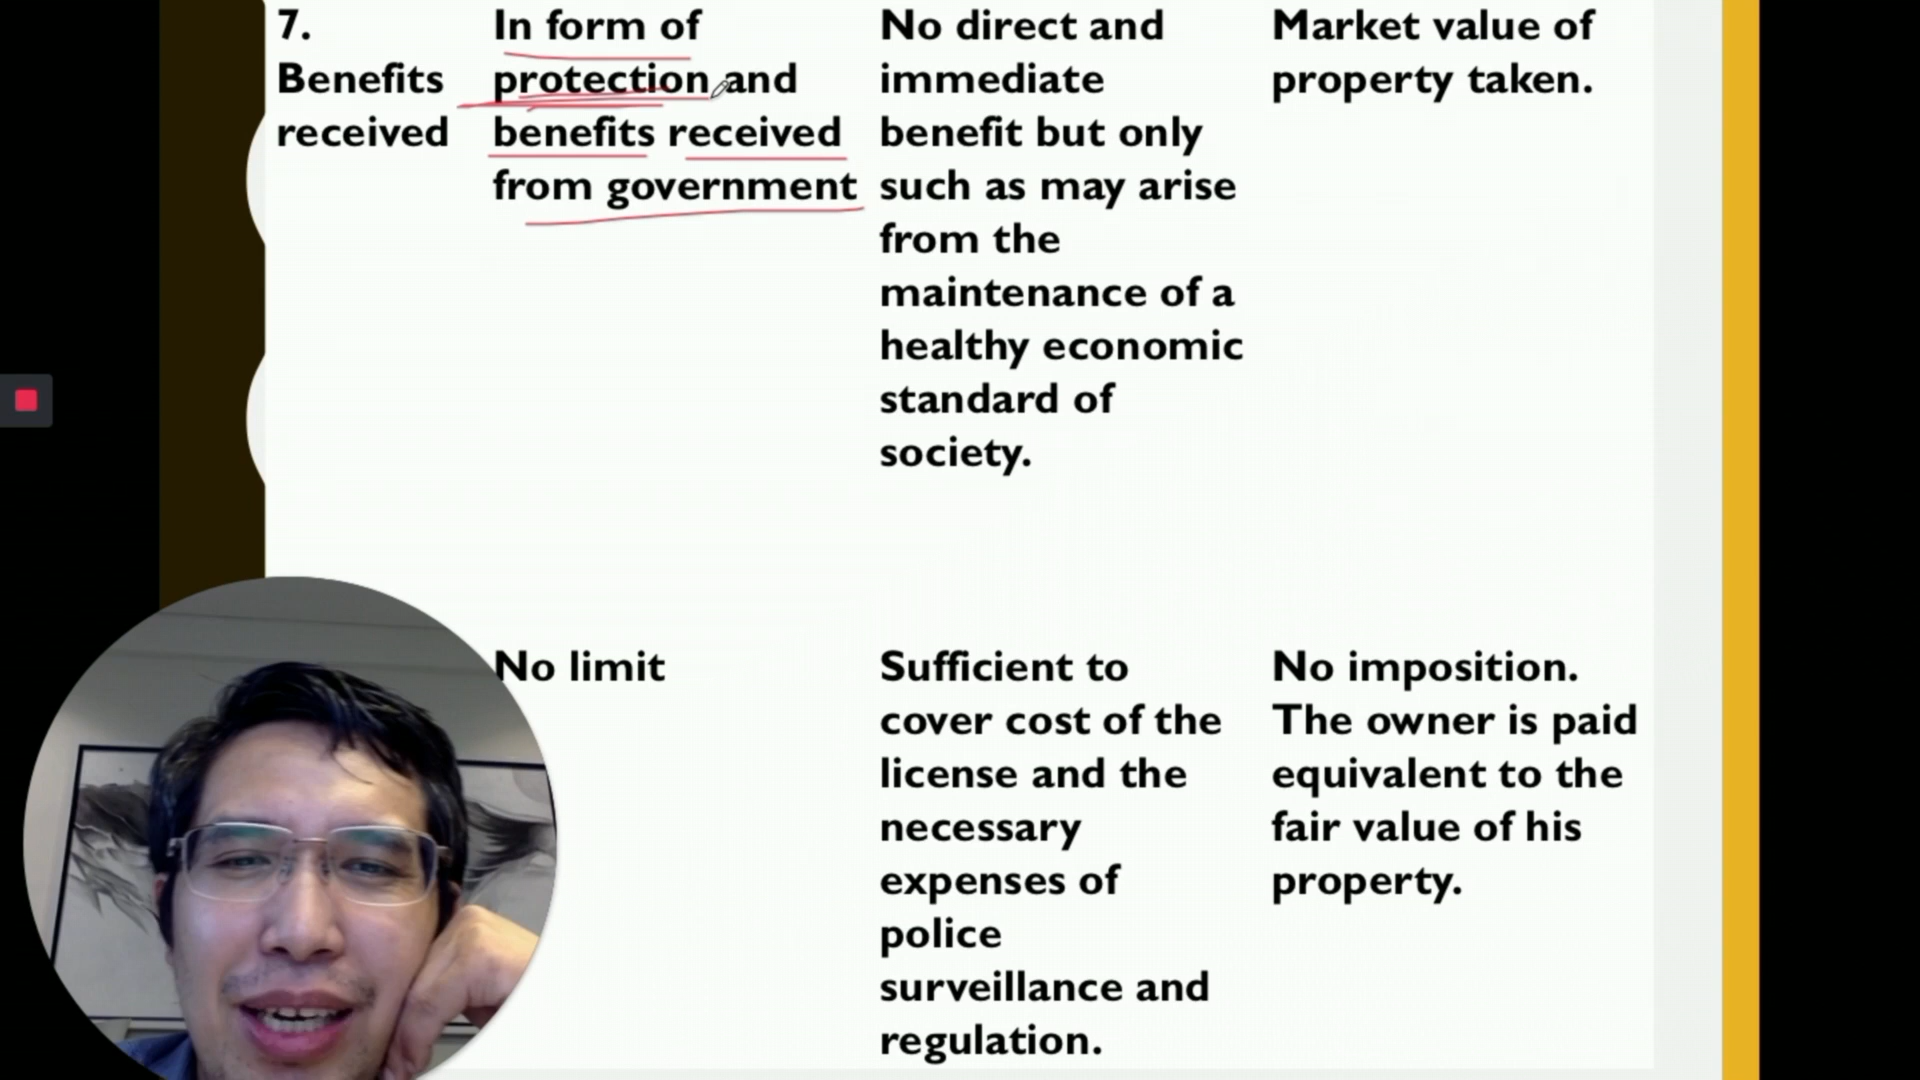 7.
Benefits
received
In form of
protection and
benefits received
from government
No direct and
immediate
benefit but only
such as may arise
from the
maintenance of a
healthy economic
standard of
society.
Market value of
property taken.
No limit
Sufficient to
cover cost of the
license and the
necessary
expenses of
police
surveillance and
regulation.
No imposition.
The owner is paid
equivalent to the
fair value of his
property.